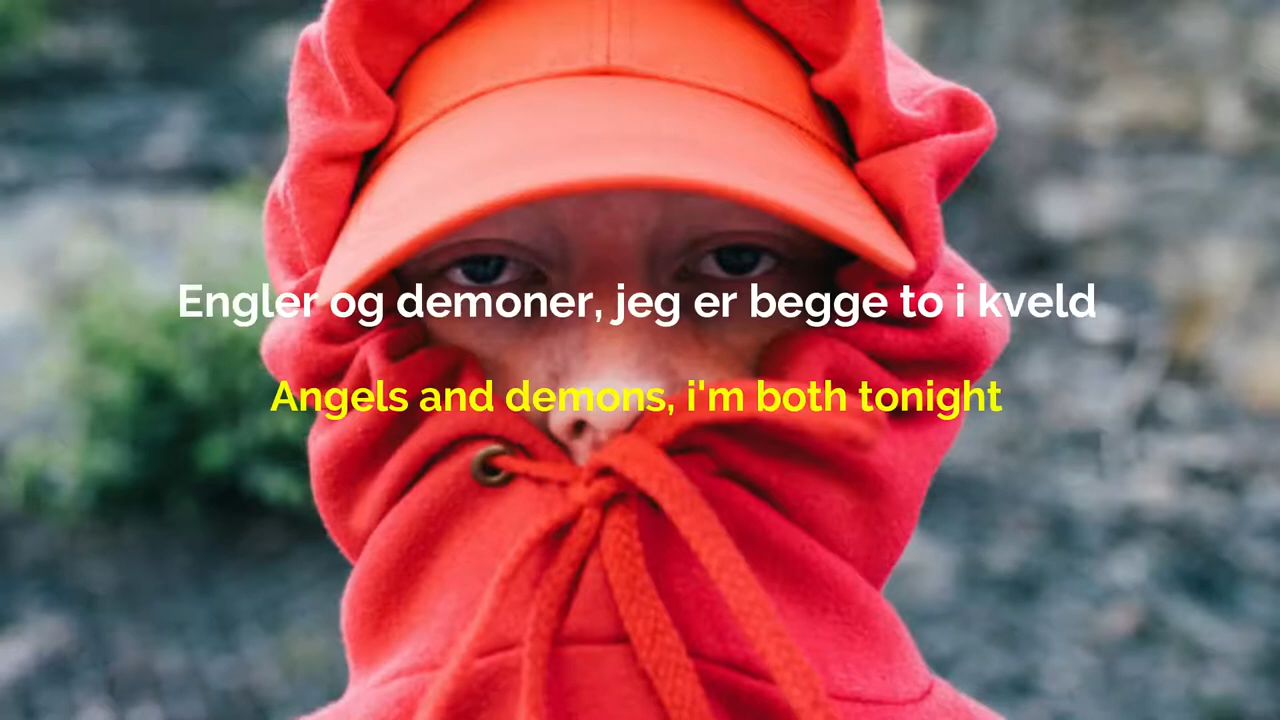 Engler og demoner, jeg er begge to i kveld
Angels and demons, i'm both tonight